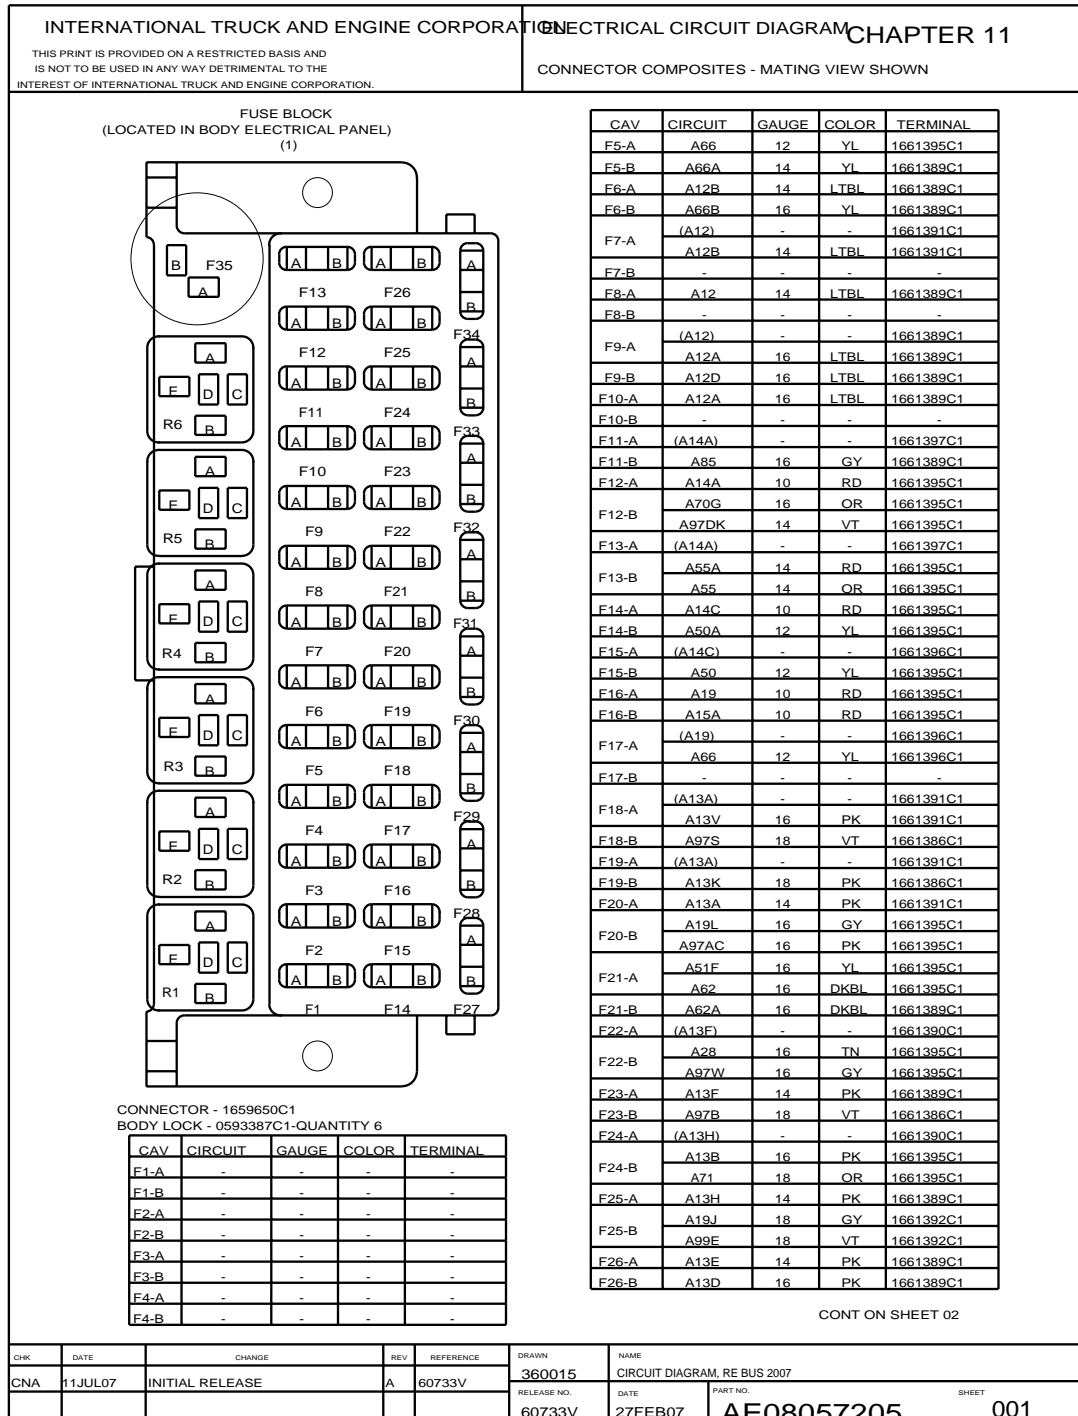 INTERNATIONAL TRUCK AND ENGINE CORPORATION
THIS PRINT IS PROVIDED ON A RESTRICTED BASIS AND
IS NOT TO BE USED IN ANY WAY DETRIMENTAL TO THE
INTEREST OF INTERNATIONAL TRUCK AND ENGINE CORPORATION.
ELECTRICAL CIRCUIT DIAGRAM
CHAPTER 11
CONNECTOR COMPOSITES - MATING VIEW SHOWN
FUSE BLOCK
(LOCATED IN BODY ELECTRICAL PANEL)
(1)
B F35
A
A B A B A
F13 F26 B
A B A B F34
A F12 F25 A
E D C A B A B B
R6 B F11 F24 F33
A B A B A
A F10 F23
E D C A B A B B
R5 B F9 F22 F32
A B A B A
A F8 F21 B
E D C A B A B F31
R4 B F7 F20 A
A B A B B
A F6 F19 F30
E D C A B A B A
R3 B F5 F18 B
A B A B F29
A F4 F17 A
E D C A B A B B
R2 B F3 F16 F28
A B A B A
A F2 F15
E D C A B A B B
R1 B F1 F14 F27
CONNECTOR - 1659650C1
BODY LOCK - 0593387C1-QUANTITY 6
CAV CIRCUIT GAUGE COLOR TERMINAL
F1-A - - - -
F1-B - - - -
F2-A - - - -
F2-B - - - -
F3-A - - - -
F3-B - - - -
F4-A - - - -
F4-B - - - -
CAV CIRCUIT GAUGE COLOR TERMINAL
F5-A A66 12 YL 1661395C1
F5-B A66A 14 YL 1661389C1
F6-A A12B 14 LTBL 1661389C1
F6-B A66B 16 YL 1661389C1
F7-A (A12) - - 1661391C1
A12B 14 LTBL 1661391C1
F7-B - - - -
F8-A A12 14 LTBL 1661389C1
F8-B - - - -
F9-A (A12) - - 1661389C1
A12A 16 LTBL 1661389C1
F9-B A12D 16 LTBL 1661389C1
F10-A A12A 16 LTBL 1661389C1
F10-B - - - -
F11-A (A14A) - - 1661397C1
F11-B A85 16 GY 1661389C1
F12-A A14A 10 RD 1661395C1
F12-B A70G 16 OR 1661395C1
A97DK 14 VT 1661395C1
F13-A (A14A) - - 1661397C1
F13-B A55A 14 RD 1661395C1
A55 14 OR 1661395C1
F14-A A14C 10 RD 1661395C1
F14-B A50A 12 YL 1661395C1
F15-A (A14C) - - 1661396C1
F15-B A50 12 YL 1661395C1
F16-A A19 10 RD 1661395C1
F16-B A15A 10 RD 1661395C1
F17-A (A19) - - 1661396C1
A66 12 YL 1661396C1
F17-B - - - -
F18-A (A13A) - - 1661391C1
A13V 16 PK 1661391C1
F18-B A97S 18 VT 1661386C1
F19-A (A13A) - - 1661391C1
F19-B A13K 18 PK 1661386C1
F20-A A13A 14 PK 1661391C1
F20-B A19L 16 GY 1661395C1
A97AC 16 PK 1661395C1
F21-A A51F 16 YL 1661395C1
A62 16 DKBL 1661395C1
F21-B A62A 16 DKBL 1661389C1
F22-A (A13F) - - 1661390C1
F22-B A28 16 TN 1661395C1
A97W 16 GY 1661395C1
F23-A A13F 14 PK 1661389C1
F23-B A97B 18 VT 1661386C1
F24-A (A13H) - - 1661390C1
F24-B A13B 16 PK 1661395C1
A71 18 OR 1661395C1
F25-A A13H 14 PK 1661389C1
F25-B A19J 18 GY 1661392C1
A99E 18 VT 1661392C1
F26-A A13E 14 PK 1661389C1
F26-B A13D 16 PK 1661389C1
CONT ON SHEET 02
CHK DATE CHANGE REV REFERENCE
CNA 11JUL07 INITIAL RELEASE A 60733V
DRAWN
360015
NAME
CIRCUIT DIAGRAM, RE BUS 2007
RELEASE NO.
60733V
DATE
27FEB07
PART NO.
AE08057205
SHEET
001